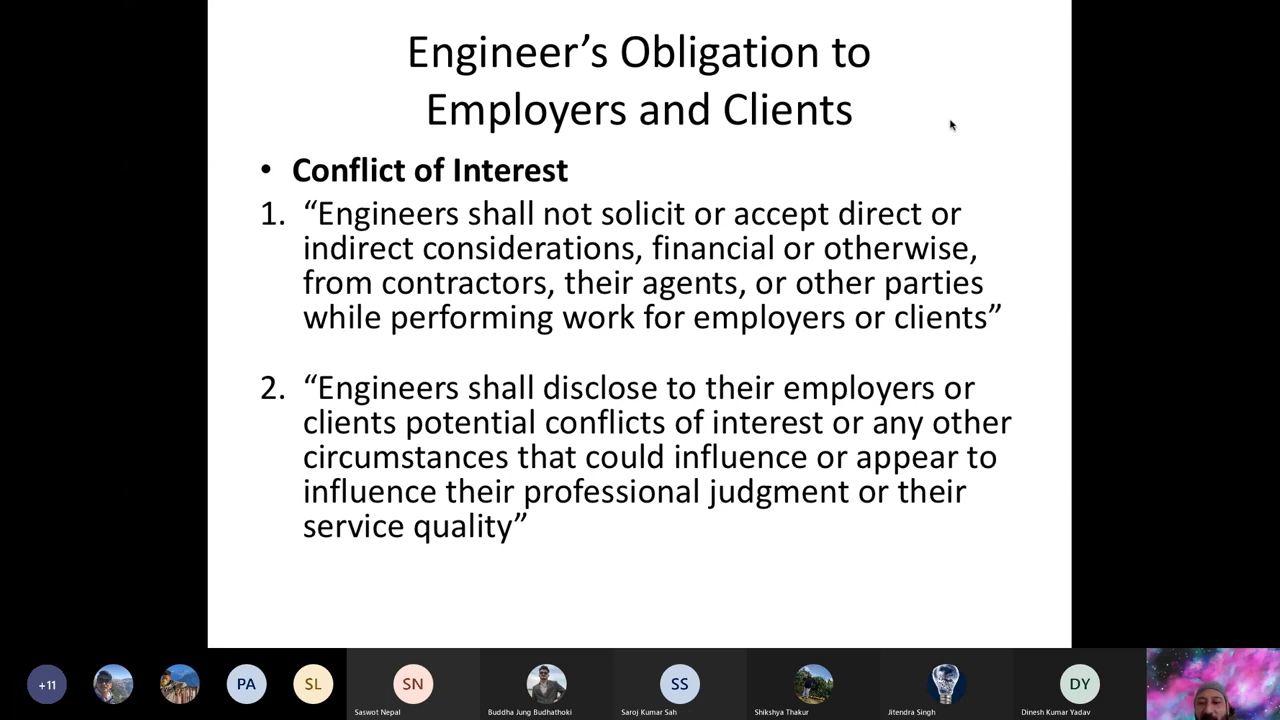 Engineer’s Obligation to
Employers and Clients
• Conflict of Interest
1. “Engineers shall not solicit or accept direct or
indirect considerations, financial or otherwise,
from contractors, their agents, or other parties
while performing work for employers or clients”
2. “Engineers shall disclose to their employers or
clients potential conflicts of interest or any other
circumstances that could influence or appear to
influence their professional judgment or their
service quality”
+11
PA
SL
SN
SS
DY
Saswot Nepal
Buddha Jung Budhathoki
Saroj Kumar Sah
Shikshya Thakur
Jitendra Singh
Dinesh Kumar Yadav